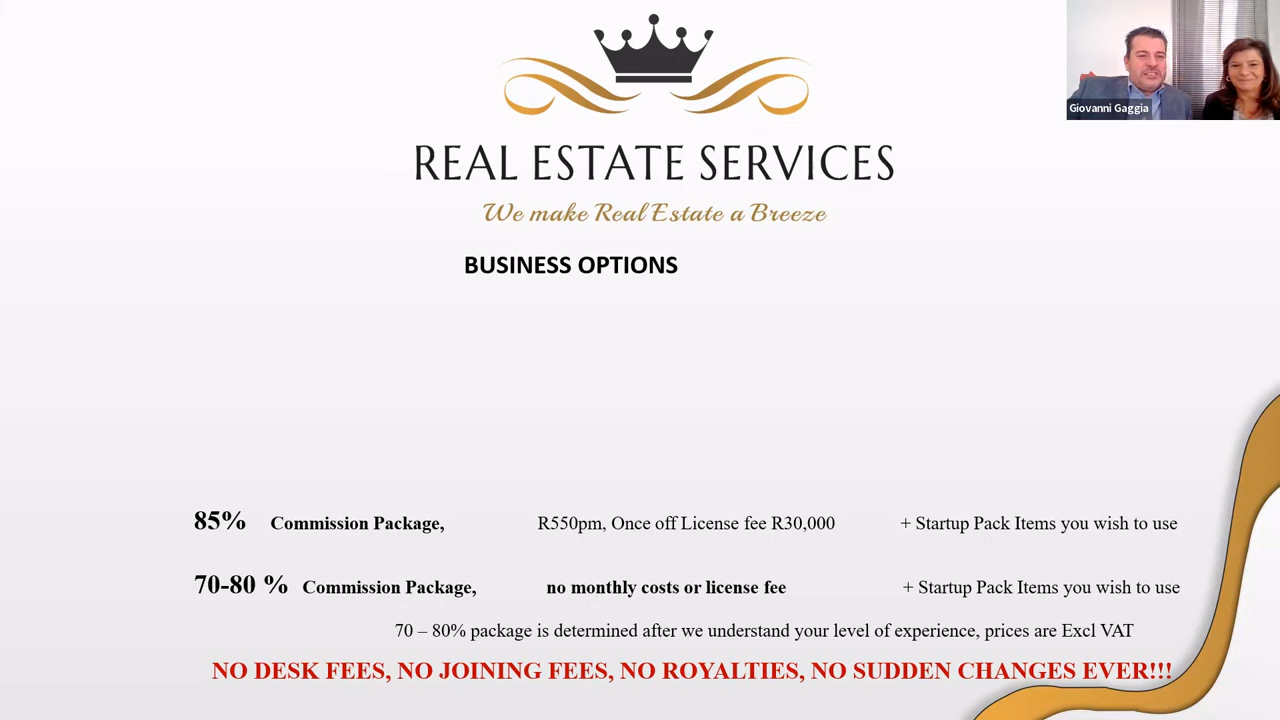 Giovanni Gaggia
REAL ESTATE SERVICES
We make Real Estate a Breeze
BUSINESS OPTIONS
85% Commission Package, R550pm, Once off License fee R30,000 + Startup Pack Items you wish to use
70-80 % Commission Package, no monthly costs or license fee + Startup Pack Items you wish to use
70 – 80% package is determined after we understand your level of experience, prices are Excl VAT
NO DESK FEES, NO JOINING FEES, NO ROYALTIES, NO SUDDEN CHANGES EVER!!!